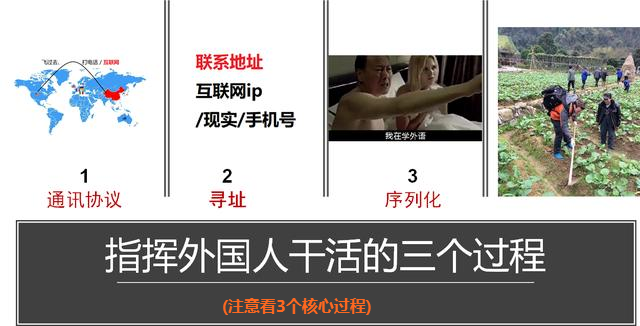 飞过去、 打电话 / 互联网
联系地址
互联网ip
/现实/手机号
我在学外语
1
通讯协议
2
寻址
3
序列化
指挥外国人干活的三个过程
(注意看3个核心过程)